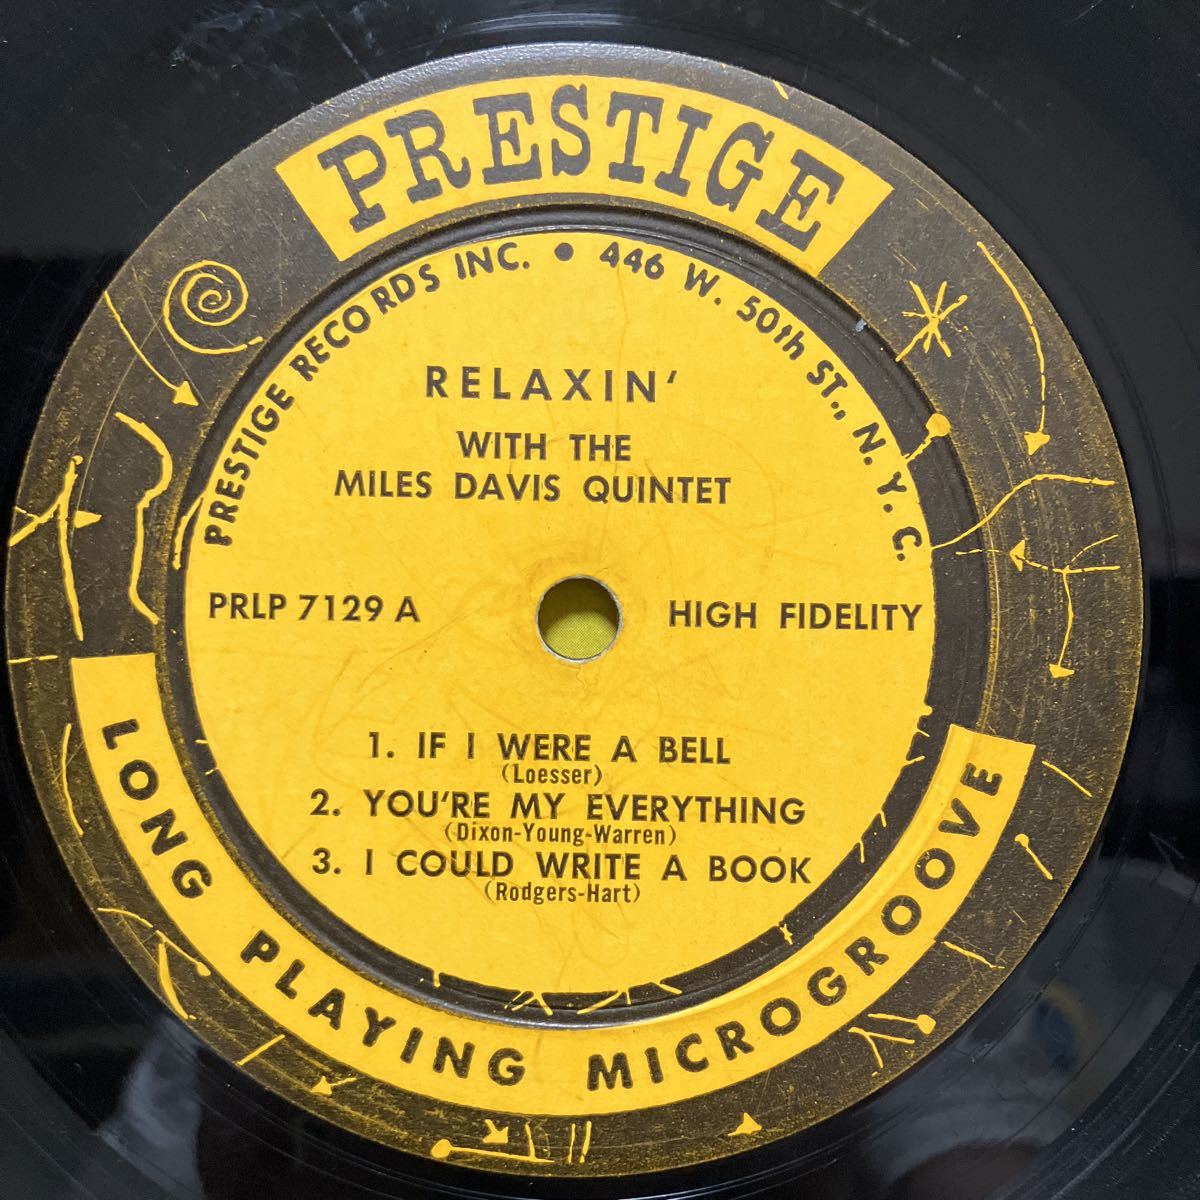 PRESTIGE
PRESTIGE RECORDS INC. • 446 W. 50th ST., N. Y. C.
RELAXIN'
WITH THE
MILES DAVIS QUINTET
PRLP 7129 A
HIGH FIDELITY
1. IF I WERE A BELL
(Loesser)
2. YOU'RE MY EVERYTHING
(Dixon-Young-Warren)
3. I COULD WRITE A BOOK
(Rodgers-Hart)
LONG PLAYING MICROGROOVE